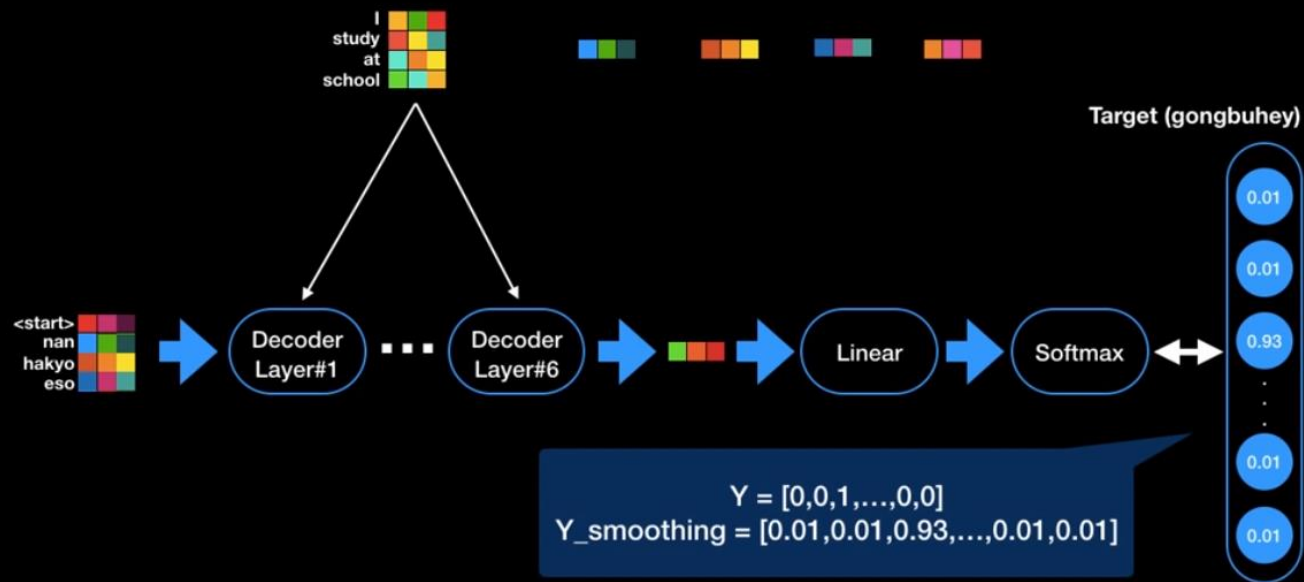 I
study
at
school
Target (gongbuhey)
0.01
0.01
0.93
0.01
0.01
<start>
nan
hakyo
eso
Decoder
Layer#1
Decoder
Layer#6
Linear
Softmax
Y = [0,0,1,...,0,0]
Y_smoothing = [0.01,0.01,0.93,...,0.01,0.01]